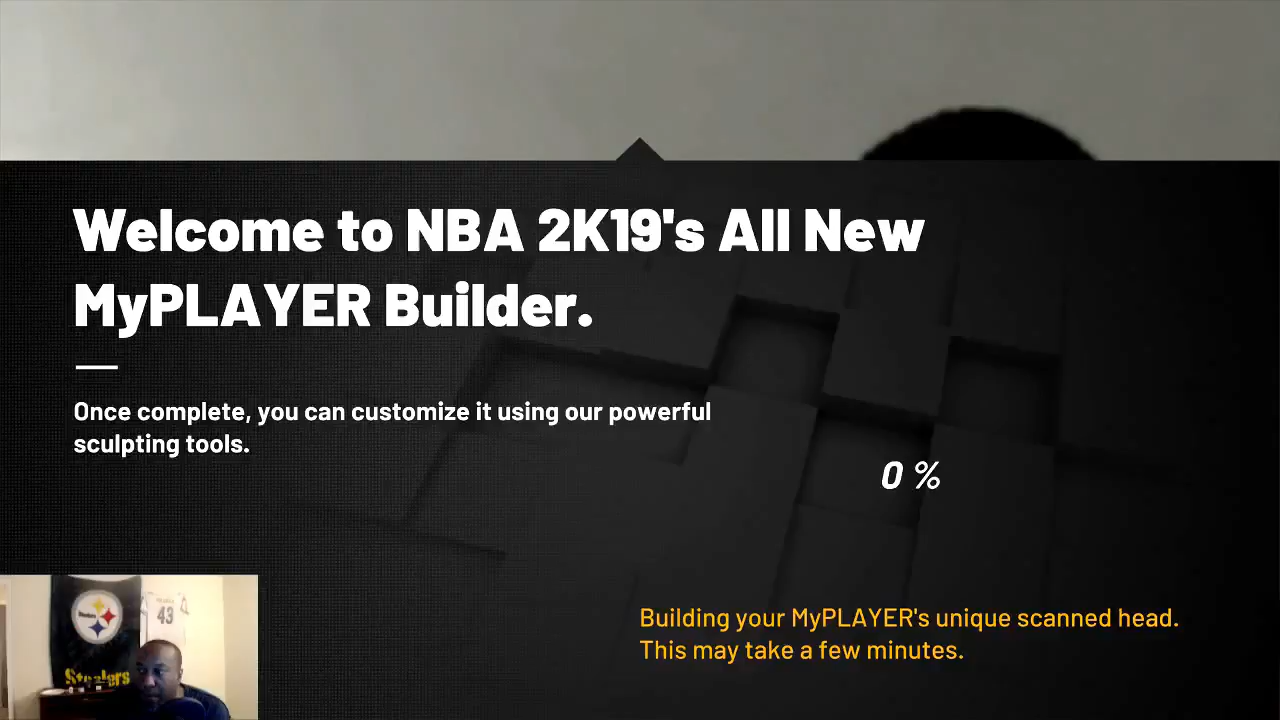 Welcome to NBA 2K19's All New
MyPLAYER Builder.
Once complete, you can customize it using our powerful
sculpting tools.
0 %
Building your MyPLAYER's unique scanned head.
This may take a few minutes.
Steelers
43
Steelers